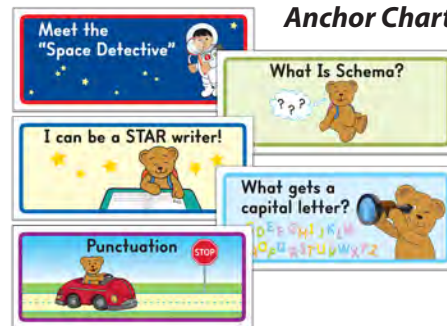 Anchor Chart
Meet the
"Space Detective"
What Is Schema?
? ? ?
I can be a STAR writer!
What gets a
capital letter?
Punctuation
STOP